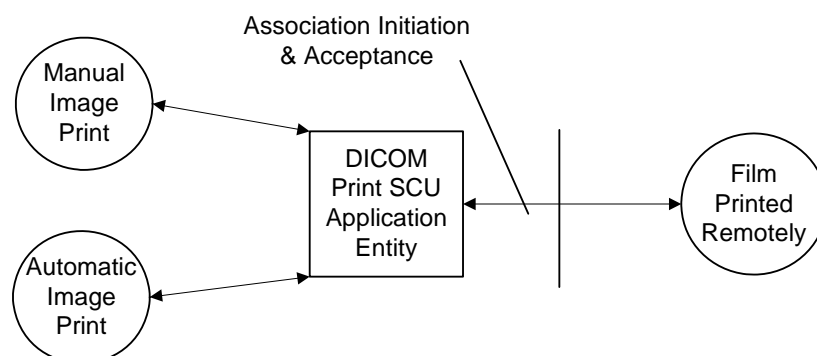 Association Initiation
& Acceptance
Manual
Image
Print
DICOM
Print SCU
Application
Entity
Film
Printed
Remotely
Automatic
Image
Print